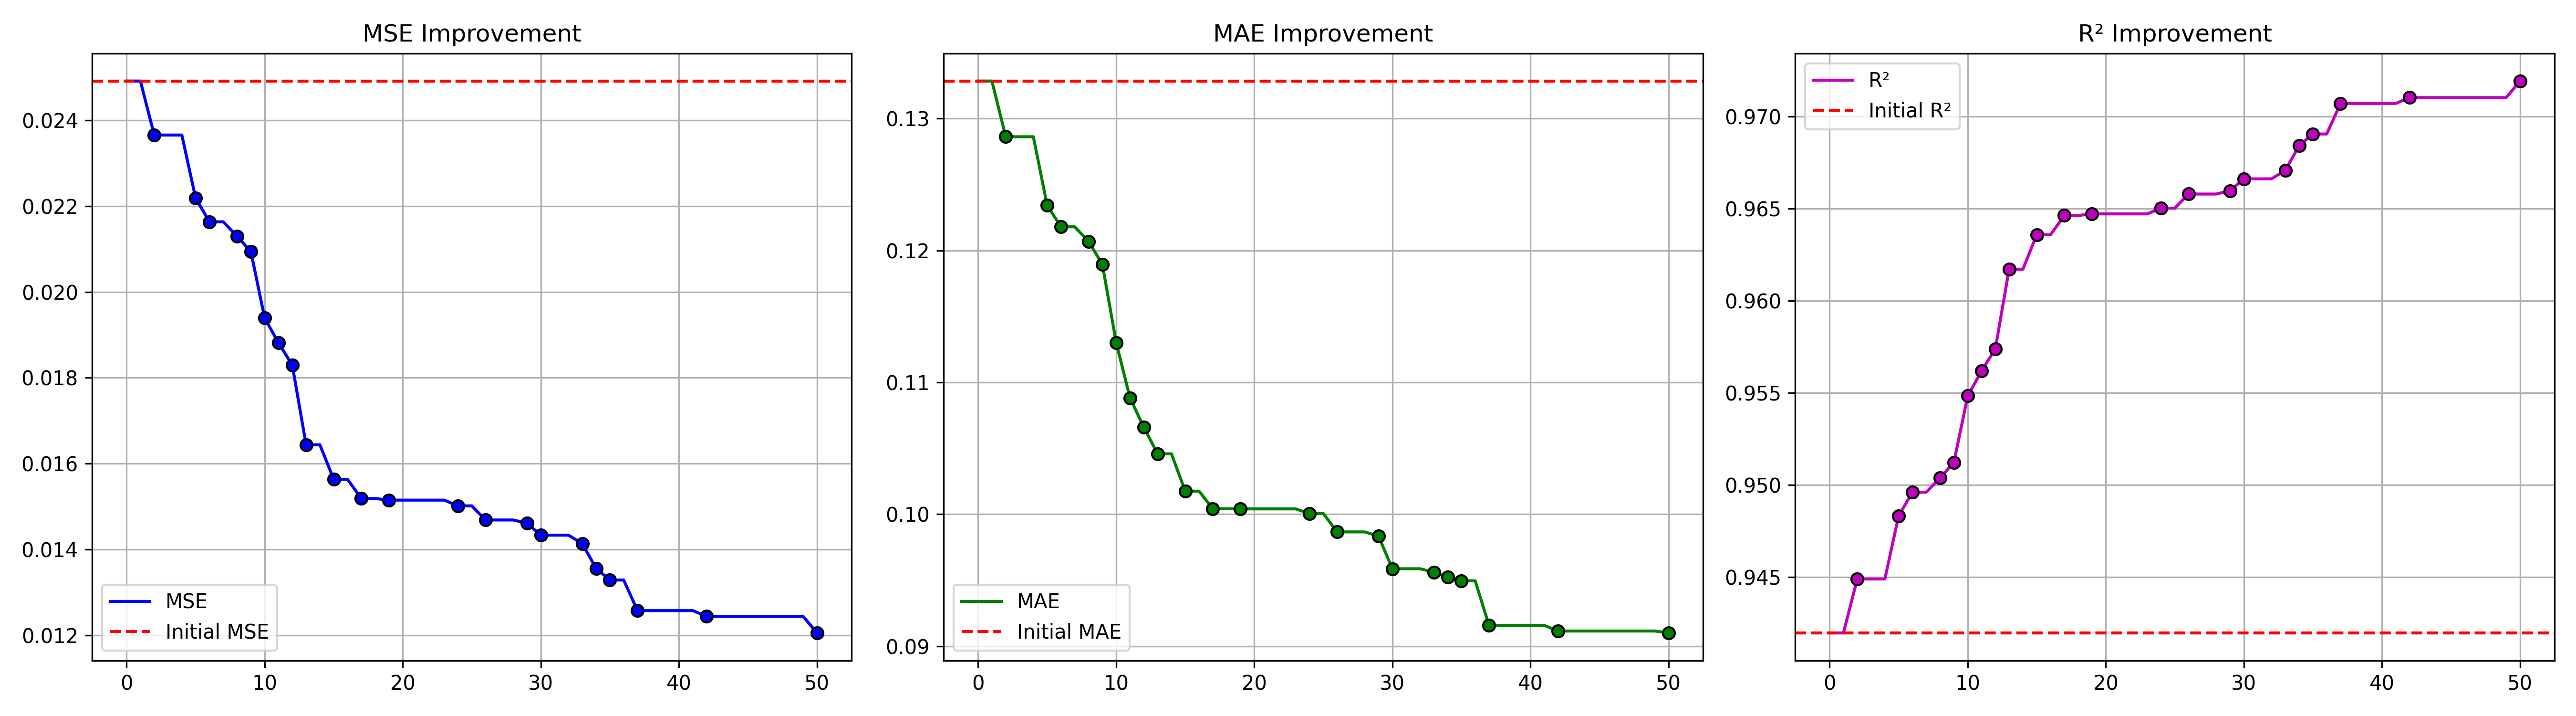 MSE Improvement
0.024
0.022
0.020
0.018
0.016
0.014
0.012
MSE
Initial MSE
0 10 20 30 40 50
MAE Improvement
0.13
0.12
0.11
0.10
0.09
MAE
Initial MAE
0 10 20 30 40 50
R² Improvement
R²
Initial R²
0.970
0.965
0.960
0.955
0.950
0.945
0 10 20 30 40 50